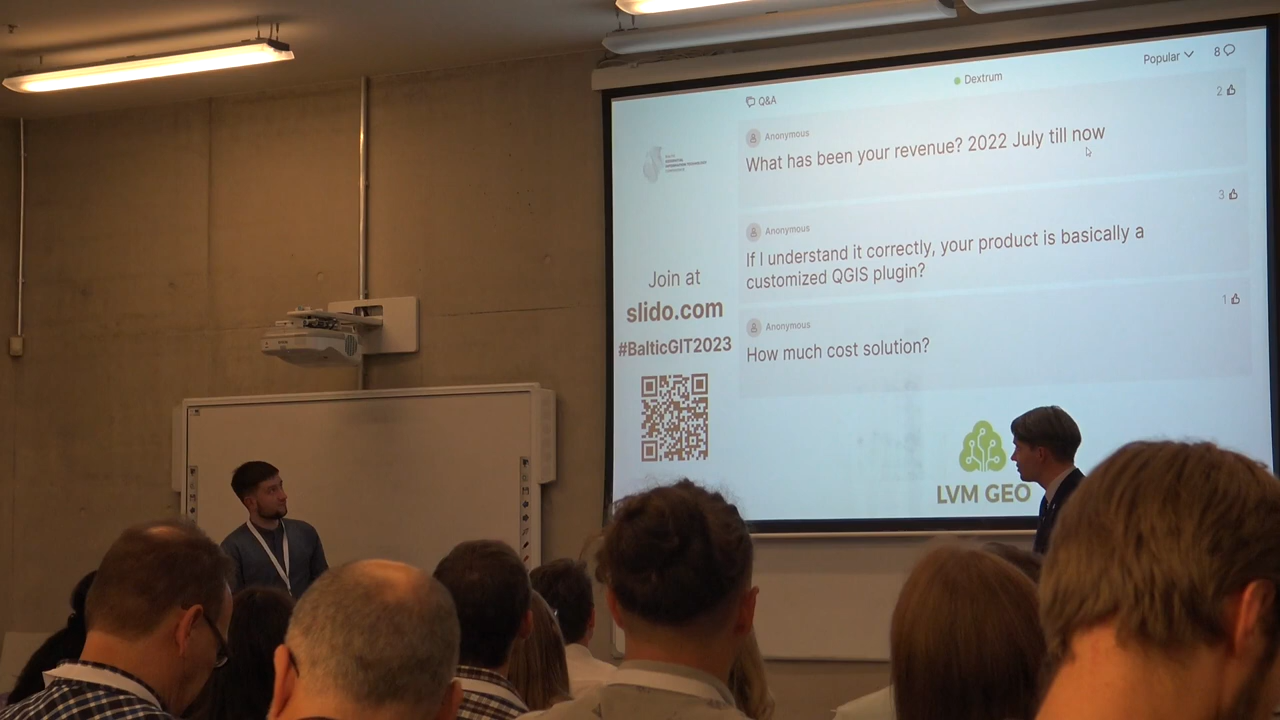 Popular 8
Dextrum
Q&A
2
Anonymous
What has been your revenue? 2022 July till now
3
Anonymous
If I understand it correctly, your product is basically a
customized QGIS plugin?
1
Anonymous
How much cost solution?
Join at
slido.com
#BalticGIT2023
LVM GEO